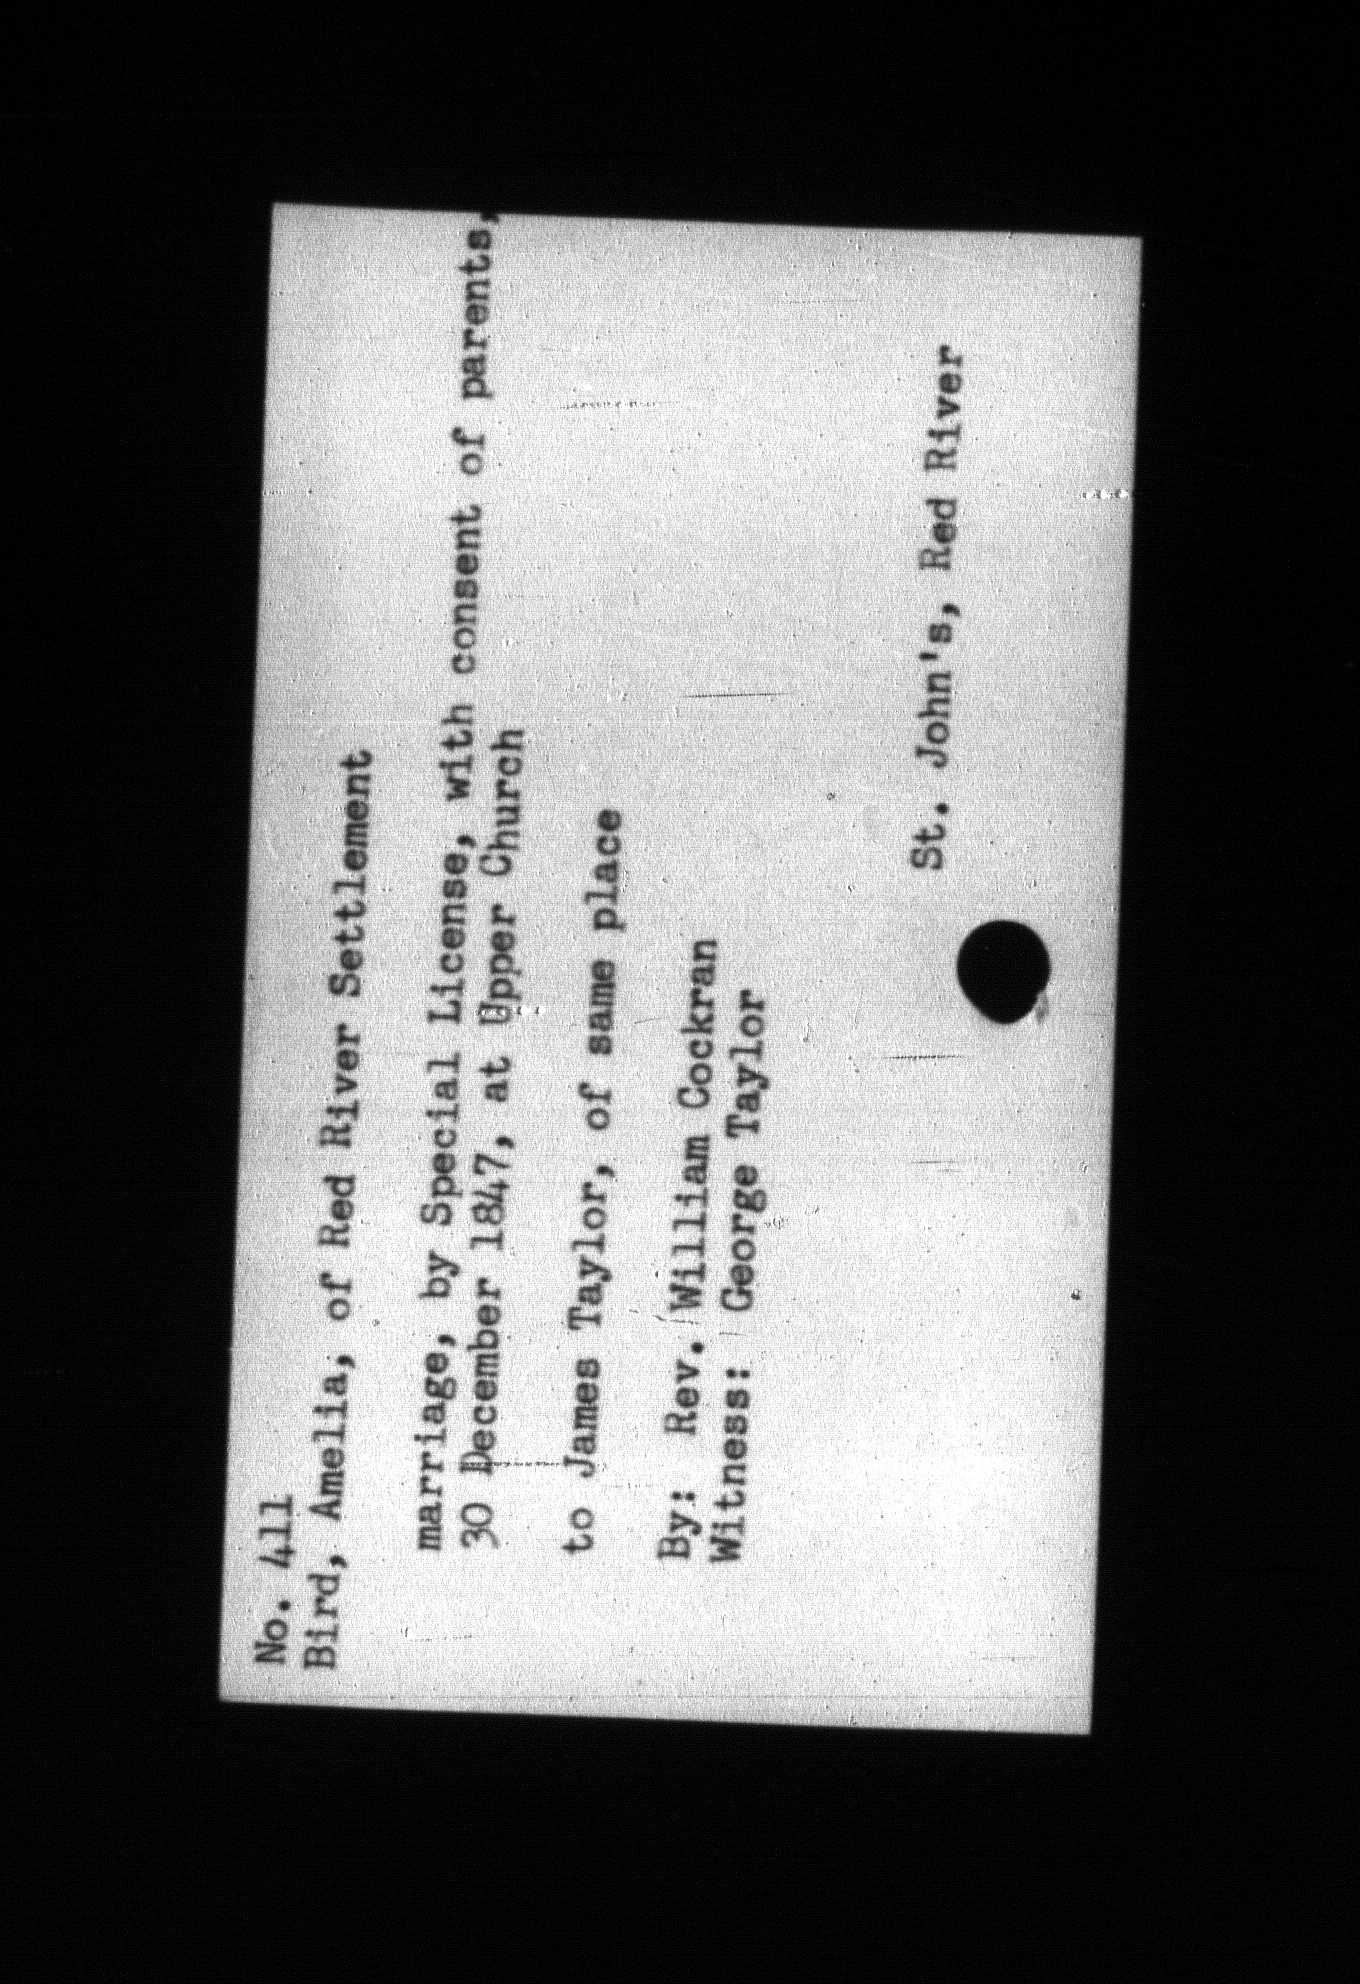 No. 411
Bird, Amelia, of Red River Settlement
marriage, by Special License, with consent of parents,
30 December 1847, at Upper Church
to James Taylor, of same place
By: Rev. William Cockran
Witness: George Taylor
St. John's, Red River